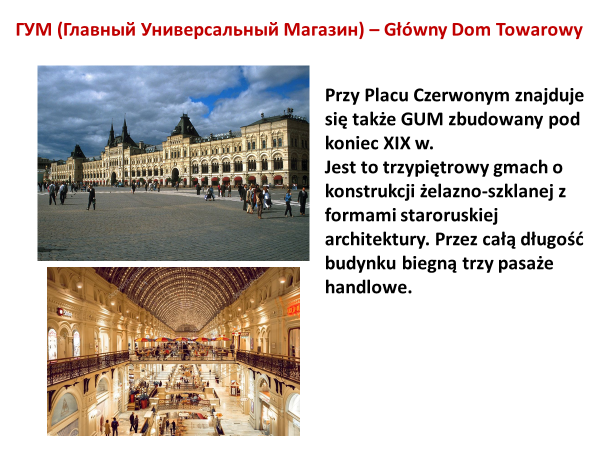 ГУМ (Главный Универсальный Магазин) – Główny Dom Towarowy
Przy Placu Czerwonym znajduje
się także GUM zbudowany pod
koniec XIX w.
Jest to trzypiętrowy gmach o
konstrukcji żelazno-szklanej z
formami staroruskiej
architektury. Przez całą długość
budynku biegną trzy pasaże
handlowe.